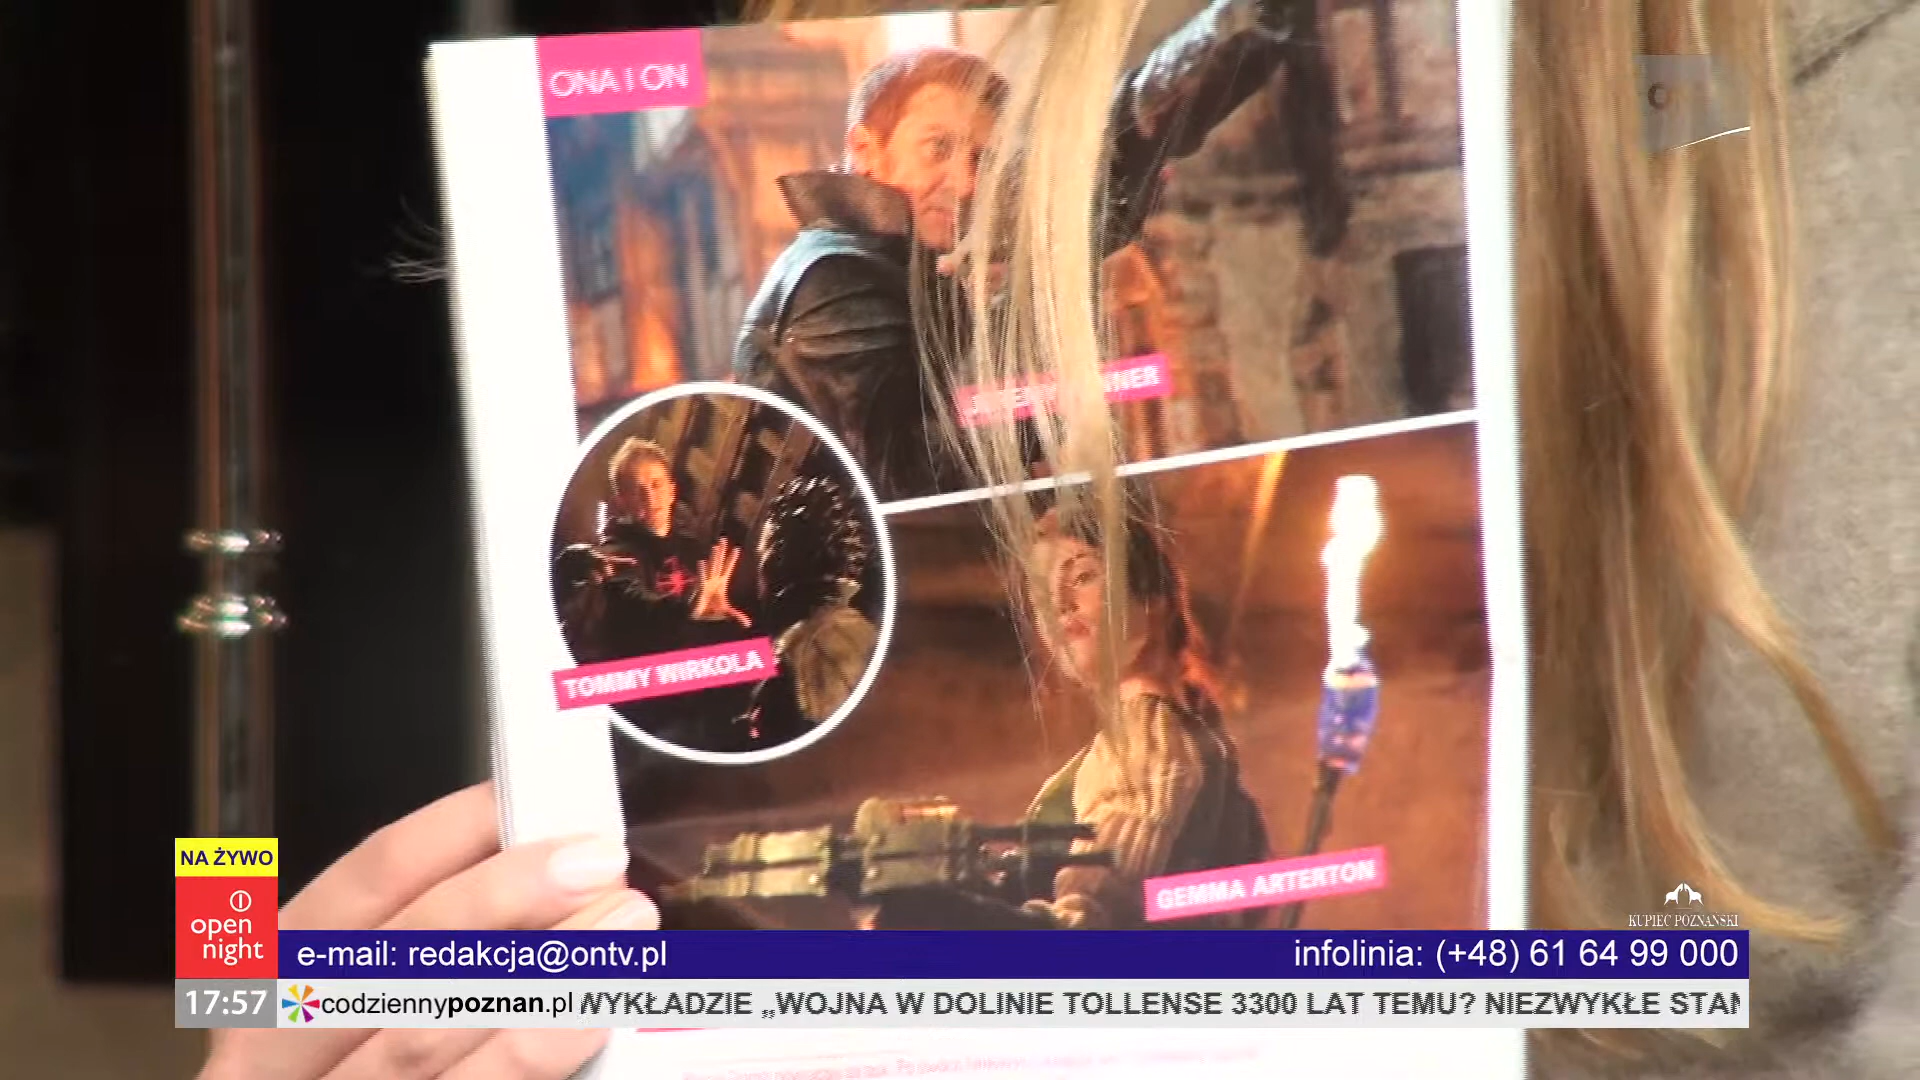 ONA I ON
TOMMY WIRKOLA
GEMMA ARTERTON
KUPIEC POZNAŃSKI
NA ŻYWO
open
night
e-mail: redakcja@ontv.pl
infolinia: (+48) 61 64 99 000
17:57
codziennypoznan.pl
WYKŁADZIE „WOJNA W DOLINIE TOLLENSE 3300 LAT TEMU? NIEZWYKŁE